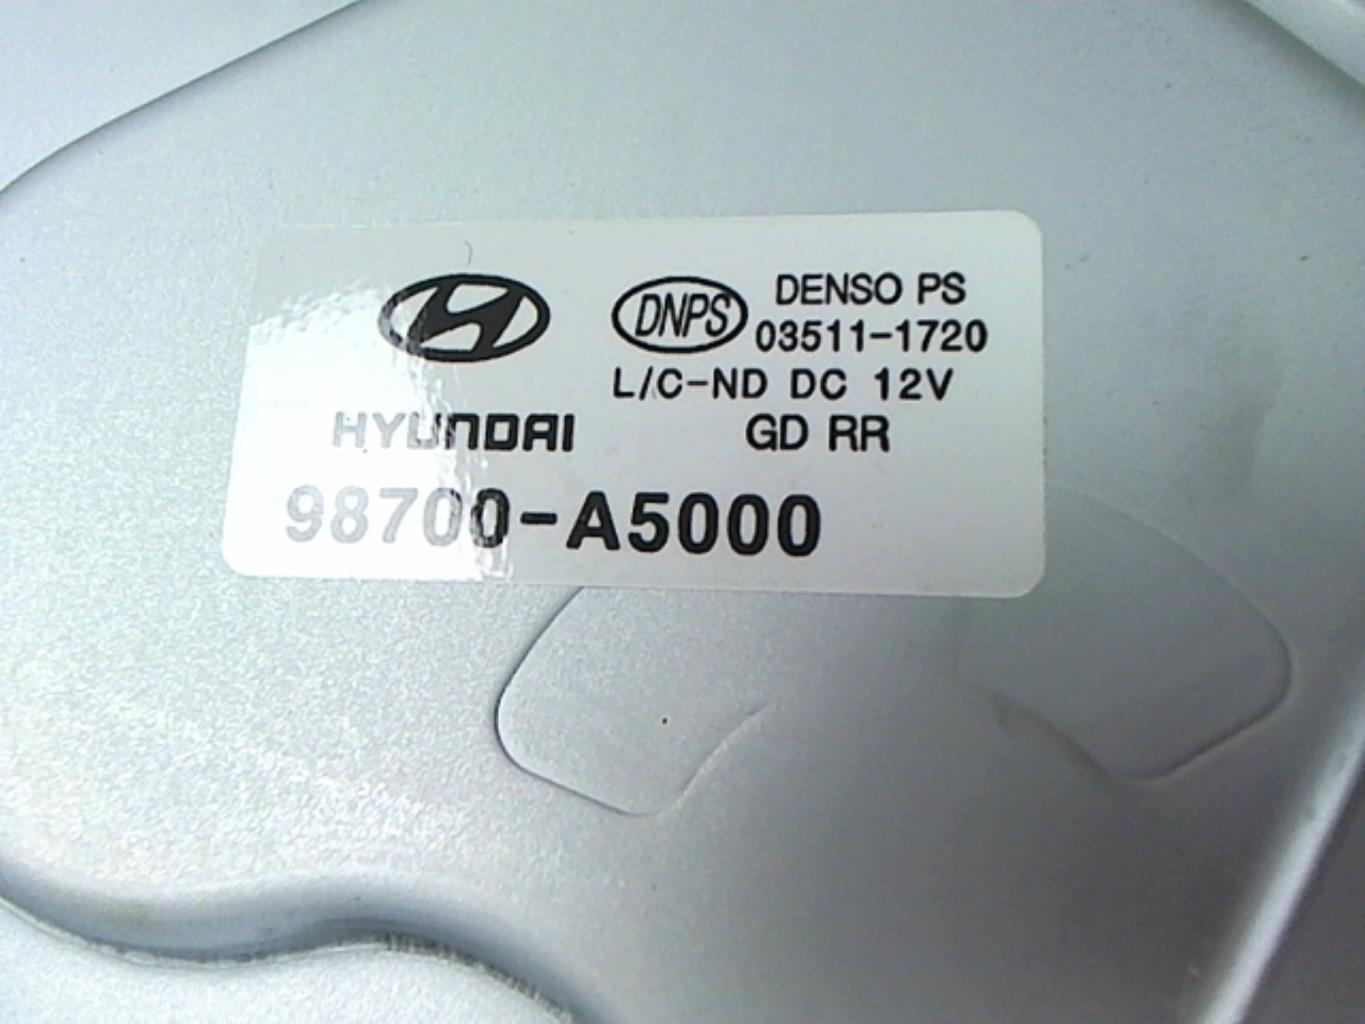 DNPS DENSO PS
03511-1720
L/C-ND DC 12V
HYUNDAI GD RR
98700-A5000